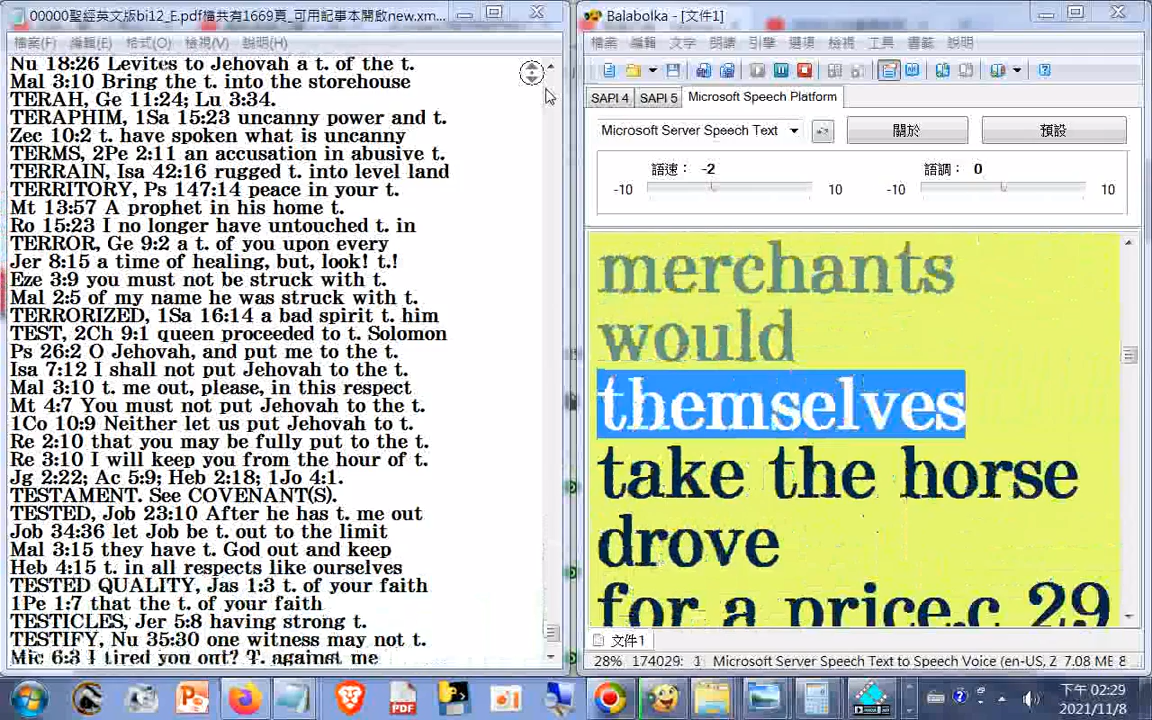 00000聖經英文版bi12_E.pdf檔共有1669頁_可用記事本開啟new.xm...
檔案(F) 編輯(E) 格式(O) 檢視(V) 說明(H)
Nu 18:26 Levites to Jehovah a t. of the t.
Mal 3:10 Bring the t. into the storehouse
TERAH, Ge 11:24; Lu 3:34.
TERAPHIM, 1Sa 15:23 uncanny power and t.
Zec 10:2 t. have spoken what is uncanny
TERMS, 2Pe 2:11 an accusation in abusive t.
TERRAIN, Isa 42:16 rugged t. into level land
TERRITORY, Ps 147:14 peace in your t.
Mt 13:57 A prophet in his home t.
Ro 15:23 I no longer have untouched t. in
TERROR, Ge 9:2 a t. of you upon every
Jer 8:15 a time of healing, but, look! t.!
Eze 3:9 you must not be struck with t.
Mal 2:5 of my name he was struck with t.
TERRORIZED, 1Sa 16:14 a bad spirit t. him
TEST, 2Ch 9:1 queen proceeded to t. Solomon
Ps 26:2 O Jehovah, and put me to the t.
Isa 7:12 I shall not put Jehovah to the t.
Mal 3:10 t. me out, please, in this respect
Mt 4:7 You must not put Jehovah to the t.
1Co 10:9 Neither let us put Jehovah to t.
Re 2:10 that you may be fully put to the t.
Re 3:10 I will keep you from the hour of t.
Jg 2:22; Ac 5:9; Heb 2:18; 1Jo 4:1.
TESTAMENT. See COVENANT(S).
TESTED, Job 23:10 After he has t. me out
Job 34:36 let Job be t. out to the limit
Mal 3:15 they have t. God out and keep
Heb 4:15 t. in all respects like ourselves
TESTED QUALITY, Jas 1:3 t. of your faith
1Pe 1:7 that the t. of your faith
TESTICLES, Jer 5:8 having strong t.
TESTIFY, Nu 35:30 one witness may not t.
Mic 6:3 I tired you out? T. against me
Balabolka - [文件1]
檔案 編輯 文字 朗讀 引擎 選項 檢視 工具 書籤 說明
SAPI 4 SAPI 5 Microsoft Speech Platform
Microsoft Server Speech Text 關於 預設
語速: -2 語調: 0
-10 10 -10 10
merchants
would
themselves
take the horse
drove
for a price.c 29
文件1
28% 174029: 1 Microsoft Server Speech Text to Speech Voice (en-US, Z 7.08 MB 8
PDF
下午 02:29
2021/11/8